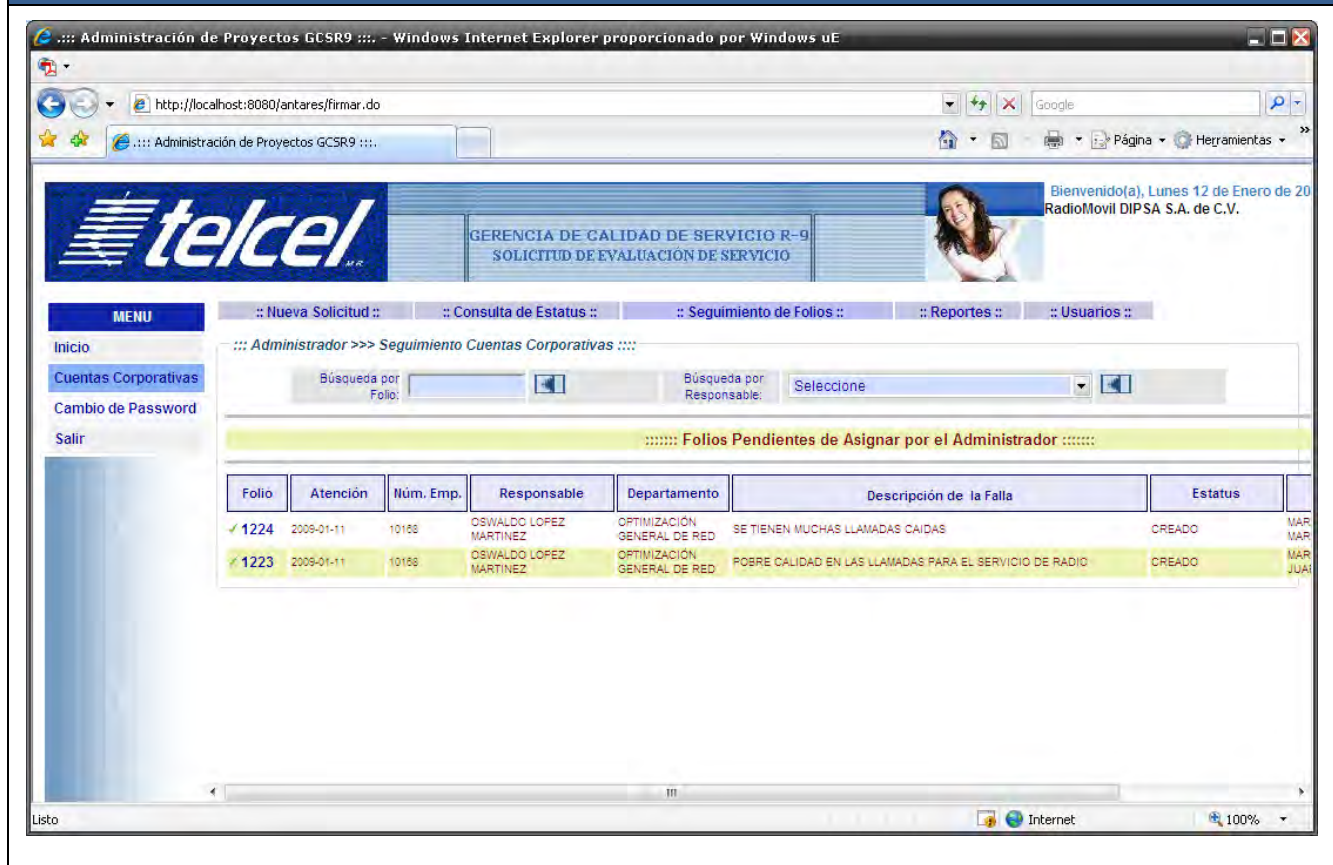 .::: Administración de Proyectos GCSR9 :::. - Windows Internet Explorer proporcionado por Windows uE
http://localhost:8080/antares/firmar.do
Google
.::: Administración de Proyectos GCSR9 :::.
Página
Herramientas
»
telcel M.R.
GERENCIA DE CALIDAD DE SERVICIO R-9
SOLICITUD DE EVALUACIÓN DE SERVICIO
Bienvenido(a), Lunes 12 de Enero de 20
RadioMovil DIPSA S.A. de C.V.
MENU
Inicio
Cuentas Corporativas
Cambio de Password
Salir
:: Nueva Solicitud :: :: Consulta de Estatus :: :: Seguimiento de Folios :: :: Reportes :: :: Usuarios ::
::: Administrador >>> Seguimiento Cuentas Corporativas ::::
Búsqueda por Folio:
Búsqueda por Responsable:
Seleccione
::::::: Folios Pendientes de Asignar por el Administrador :::::::
Folio Atención Núm. Emp. Responsable Departamento Descripción de la Falla Estatus
1224 2009-01-11 10168 OSWALDO LOPEZ MARTINEZ OPTIMIZACIÓN GENERAL DE RED SE TIENEN MUCHAS LLAMADAS CAIDAS CREADO MAR MAR
1223 2009-01-11 10168 OSWALDO LOPEZ MARTINEZ OPTIMIZACIÓN GENERAL DE RED POBRE CALIDAD EN LAS LLAMADAS PARA EL SERVICIO DE RADIO CREADO MAR JUA
Listo
Internet
100%